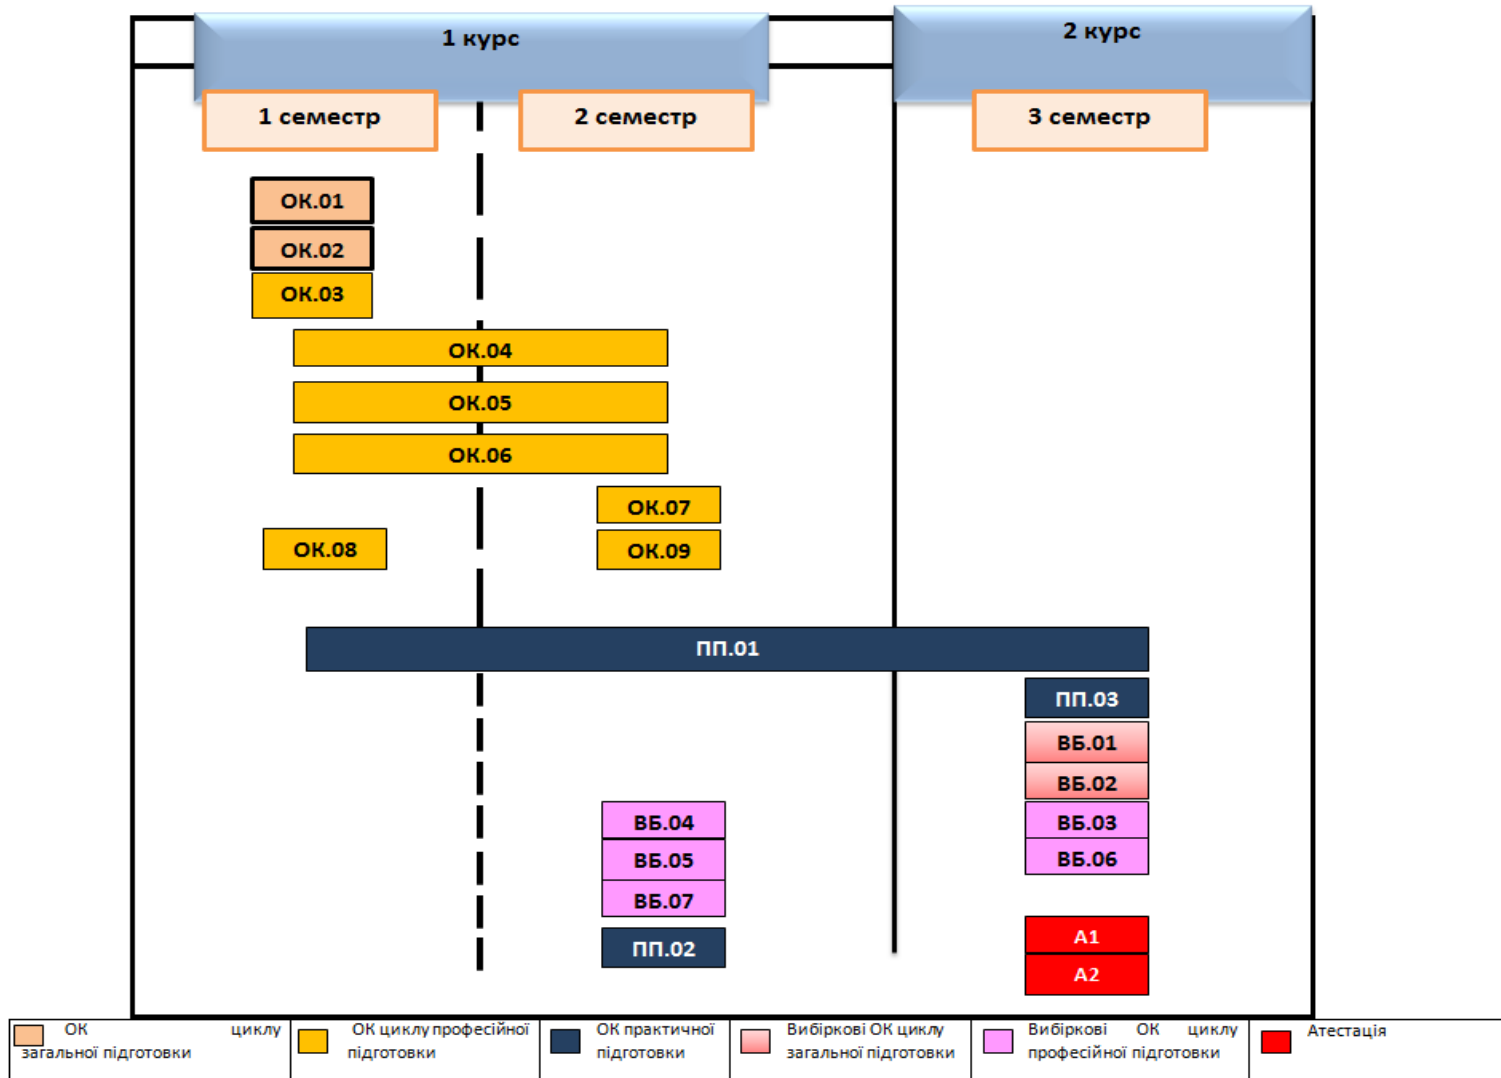 1 курс
2 курс
1 семестр
2 семестр
3 семестр
ОК.01
ОК.02
ОК.03
ОК.04
ОК.05
ОК.06
ОК.07
ОК.08
ОК.09
ПП.01
ПП.03
ВБ.01
ВБ.02
ВБ.04
ВБ.03
ВБ.05
ВБ.06
ВБ.07
А1
ПП.02
А2
ОК циклу
загальної підготовки
ОК циклу професійної
підготовки
ОК практичної
підготовки
Вибіркові ОК циклу
загальної підготовки
Вибіркові ОК циклу
професійної підготовки
Атестація